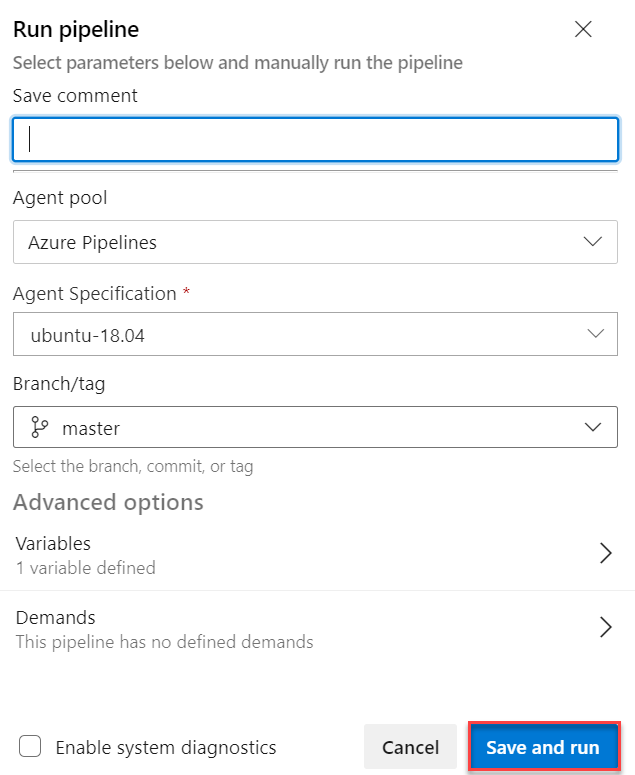 Run pipeline
Select parameters below and manually run the pipeline
Save comment
Agent pool
Azure Pipelines
Agent Specification *
ubuntu-18.04
Branch/tag
master
Select the branch, commit, or tag
Advanced options
Variables
1 variable defined
Demands
This pipeline has no defined demands
Enable system diagnostics
Cancel
Save and run